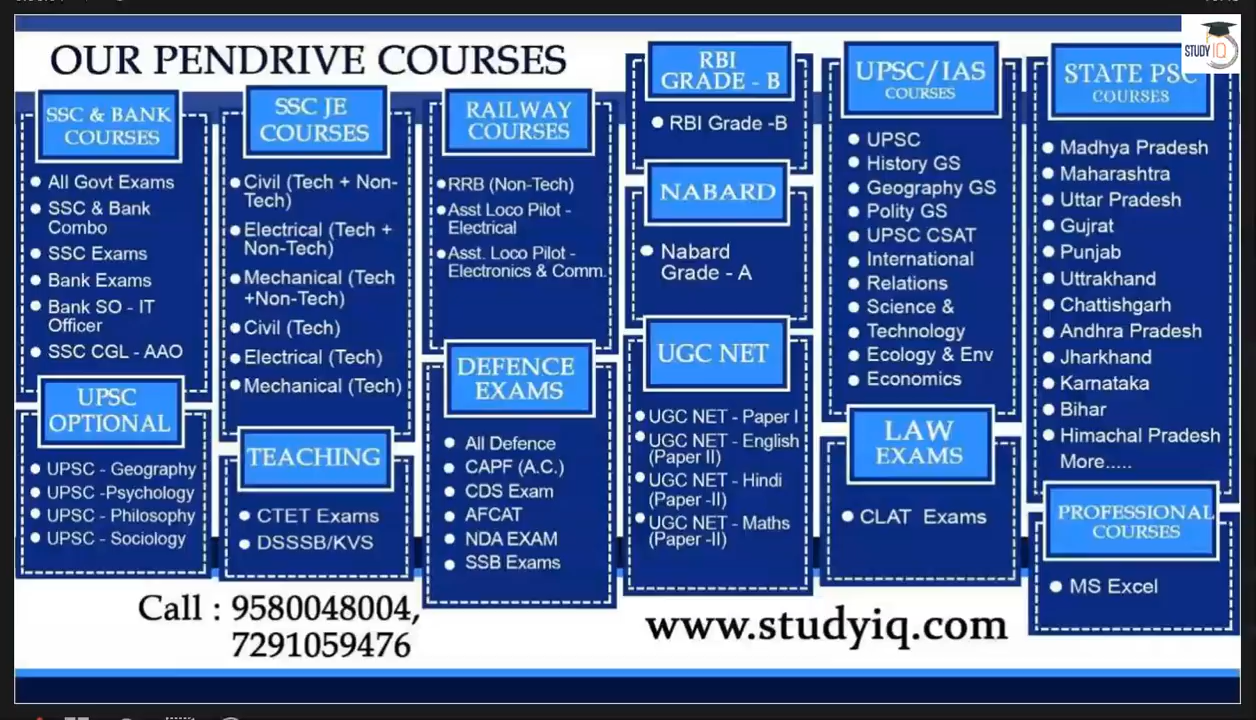 OUR PENDRIVE COURSES
STUDY IQ
SSC & BANK
COURSES
All Govt Exams
SSC & Bank
Combo
SSC Exams
Bank Exams
Bank SO - IT
Officer
SSC CGL - AAO
UPSC
OPTIONAL
UPSC - Geography
UPSC -Psychology
UPSC - Philosophy
UPSC - Sociology
SSC JE
COURSES
Civil (Tech + Non-
Tech)
Electrical (Tech +
Non-Tech)
Mechanical (Tech
+Non-Tech)
Civil (Tech)
Electrical (Tech)
Mechanical (Tech)
TEACHING
CTET Exams
DSSSB/KVS
RAILWAY
COURSES
RRB (Non-Tech)
Asst Loco Pilot -
Electrical
Asst. Loco Pilot -
Electronics & Comm.
DEFENCE
EXAMS
All Defence
CAPF (A.C.)
CDS Exam
AFCAT
NDA EXAM
SSB Exams
RBI
GRADE - B
RBI Grade -B
NABARD
Nabard
Grade - A
UGC NET
UGC NET - Paper I
UGC NET - English
(Paper II)
UGC NET - Hindi
(Paper -II)
UGC NET - Maths
(Paper -II)
UPSC/IAS
COURSES
UPSC
History GS
Geography GS
Polity GS
UPSC CSAT
International
Relations
Science &
Technology
Ecology & Env
Economics
LAW
EXAMS
CLAT Exams
STATE PSC
COURSES
Madhya Pradesh
Maharashtra
Uttar Pradesh
Gujrat
Punjab
Uttrakhand
Chattishgarh
Andhra Pradesh
Jharkhand
Karnataka
Bihar
Himachal Pradesh
More.....
PROFESSIONAL
COURSES
MS Excel
Call : 9580048004,
7291059476
www.studyiq.com